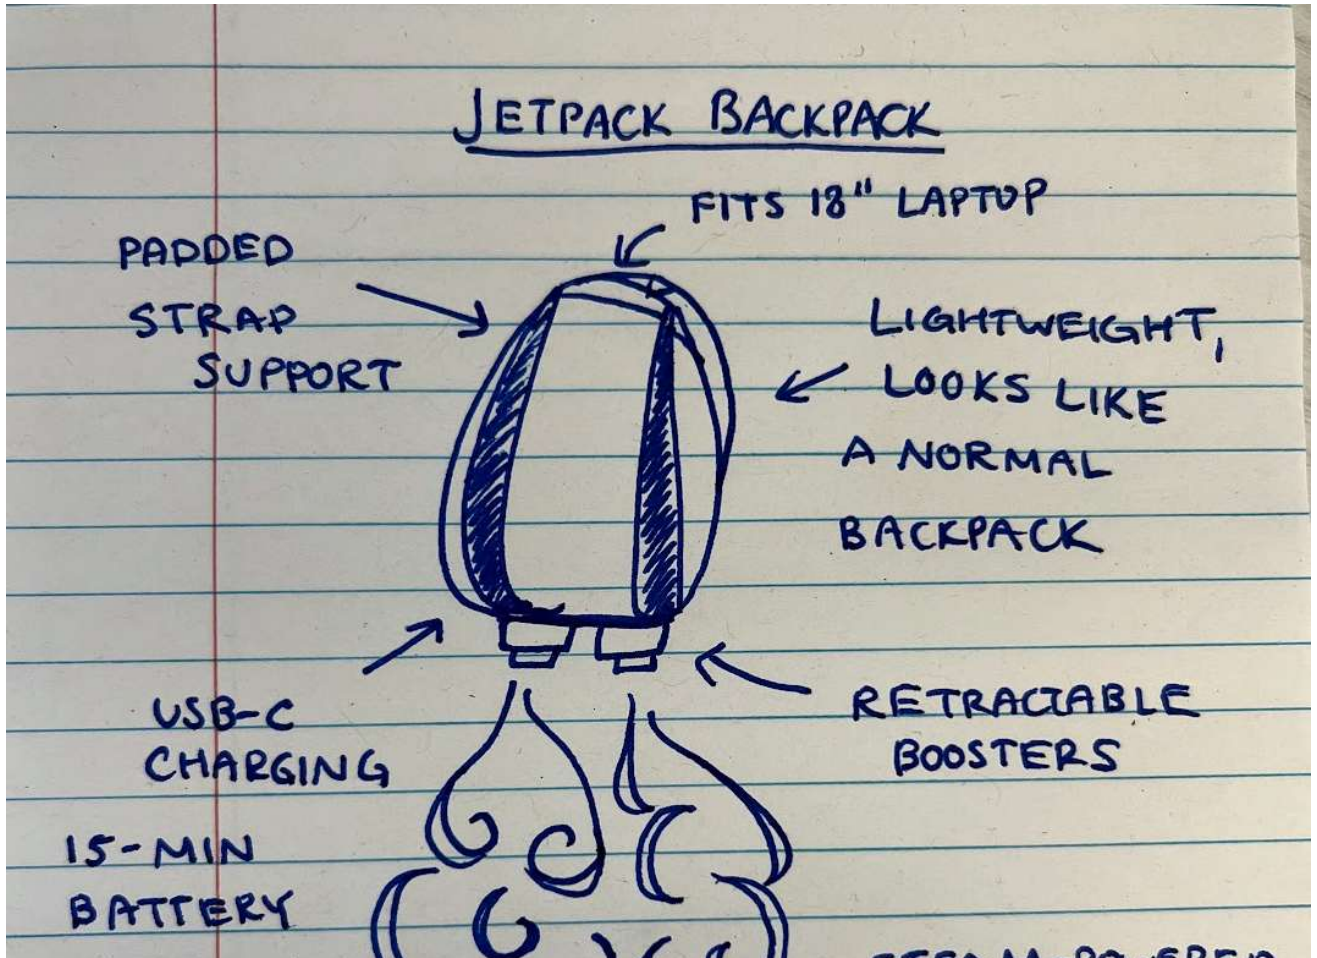 JETPACK BACKPACK
FITS 18" LAPTOP
PADDED
STRAP
SUPPORT
LIGHTWEIGHT,
LOOKS LIKE
A NORMAL
BACKPACK
USB-C
CHARGING
RETRACTABLE
BOOSTERS
15-MIN
BATTERY